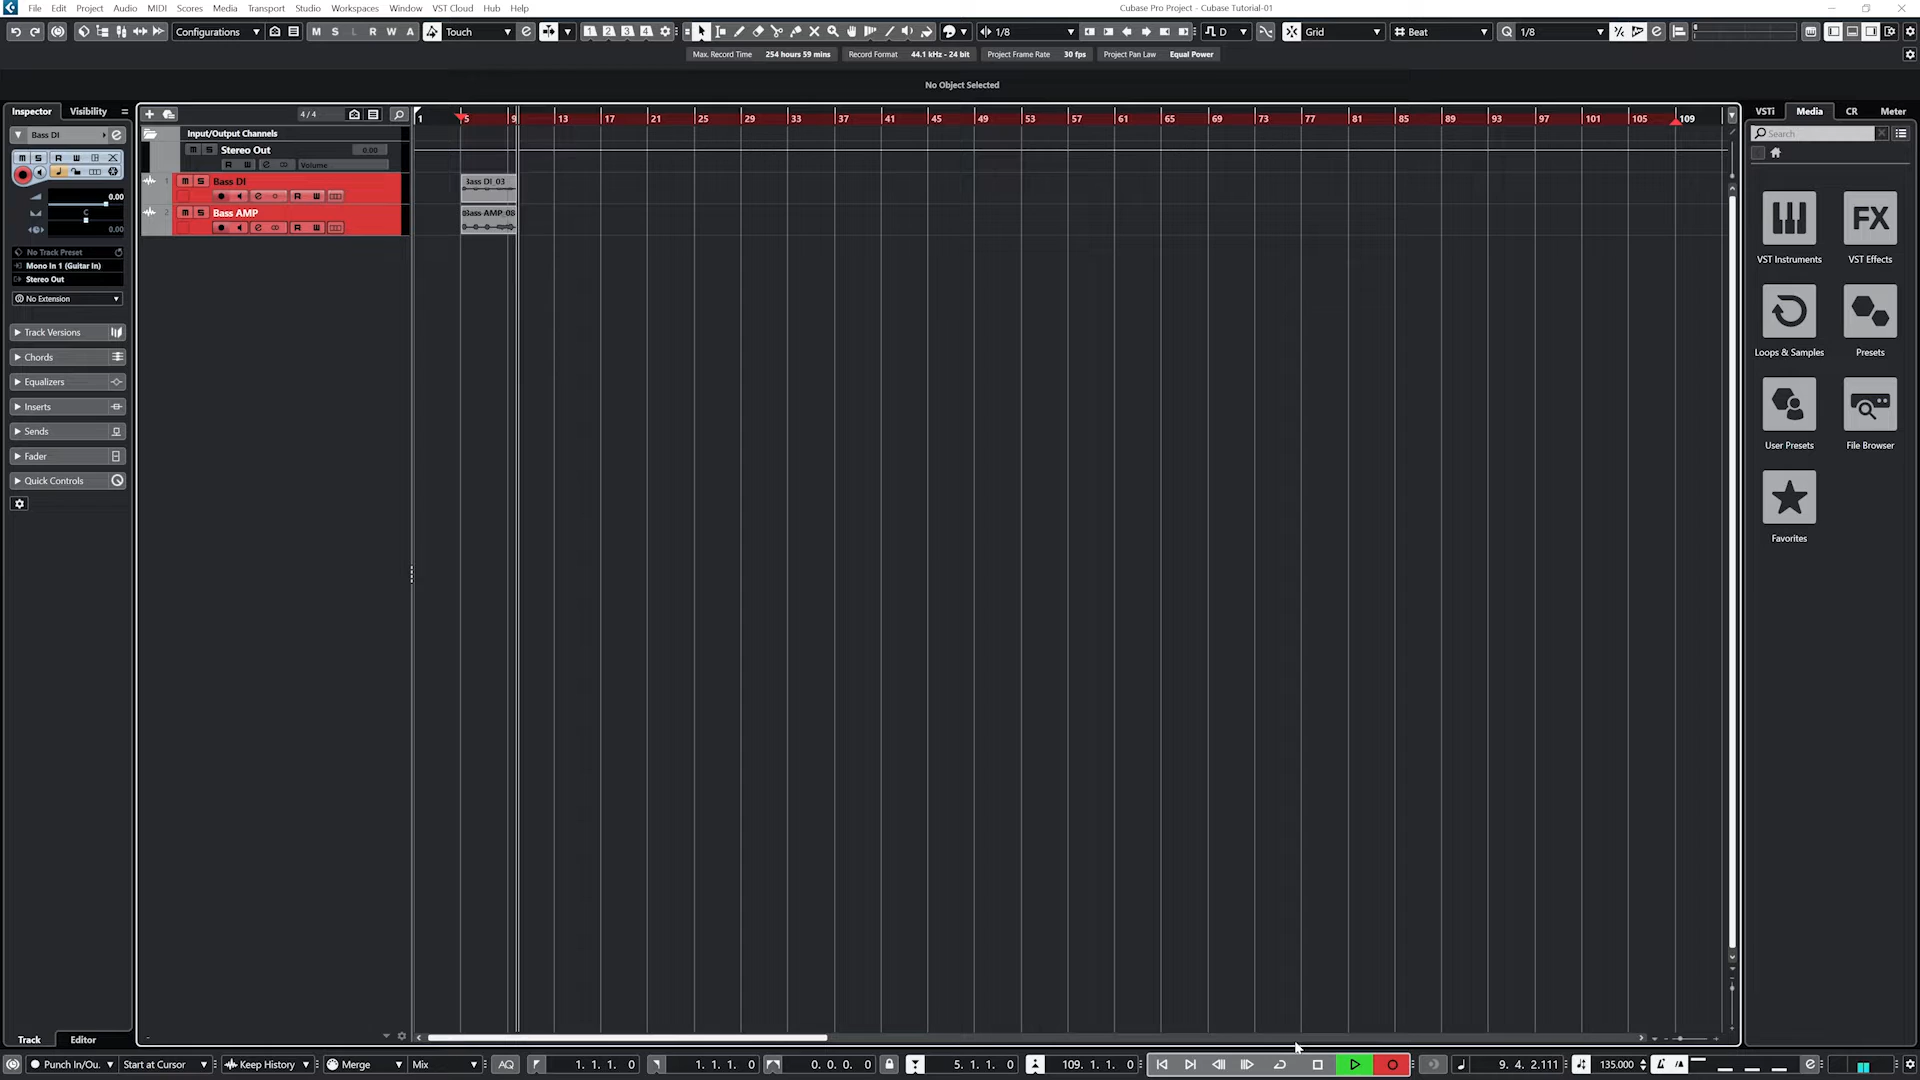 File Edit Project Audio MIDI Scores Media Transport Studio Workspaces Window VST Cloud Hub Help
Cubase Pro Project - Cubase Tutorial-01
Configurations M S L R W A Touch 1 2 3 4 1/8 D Grid Beat Q 1/8
Max. Record Time 254 hours 59 mins Record Format 44.1 kHz - 24 bit Project Frame Rate 30 fps Project Pan Law Equal Power
No Object Selected
Inspector Visibility
4/4
1 5 9 13 17 21 25 29 33 37 41 45 49 53 57 61 65 69 73 77 81 85 89 93 97 101 105 109
VSTi Media CR Meter
Search
Bass DI
Input/Output Channels
M S Stereo Out 0.00
R W Volume
1 M S Bass DI
R W
Bass DI_03
2 M S Bass AMP
R W
Bass AMP_08
M S R W
0.00
C
0.00
No Track Preset
Mono In 1 (Guitar In)
Stereo Out
No Extension
Track Versions
Chords
Equalizers
Inserts
Sends
Fader
Quick Controls
VST Instruments
FX
VST Effects
Loops & Samples
Presets
User Presets
File Browser
Favorites
Track Editor
Punch In/Ou. Start at Cursor Keep History Merge Mix AQ 1. 1. 1. 0 1. 1. 1. 0 0. 0. 0. 0 5. 1. 1. 0 109. 1. 1. 0 9. 4. 2.111 135.000